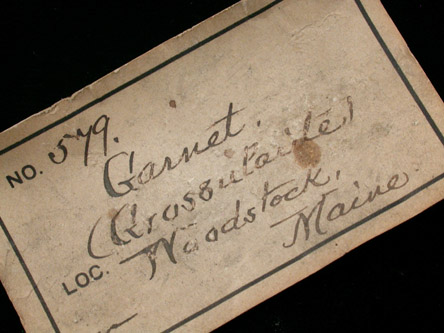 NO. 579.
Garnet.
(Grossularite)
LOC. Woodstock,
Maine.